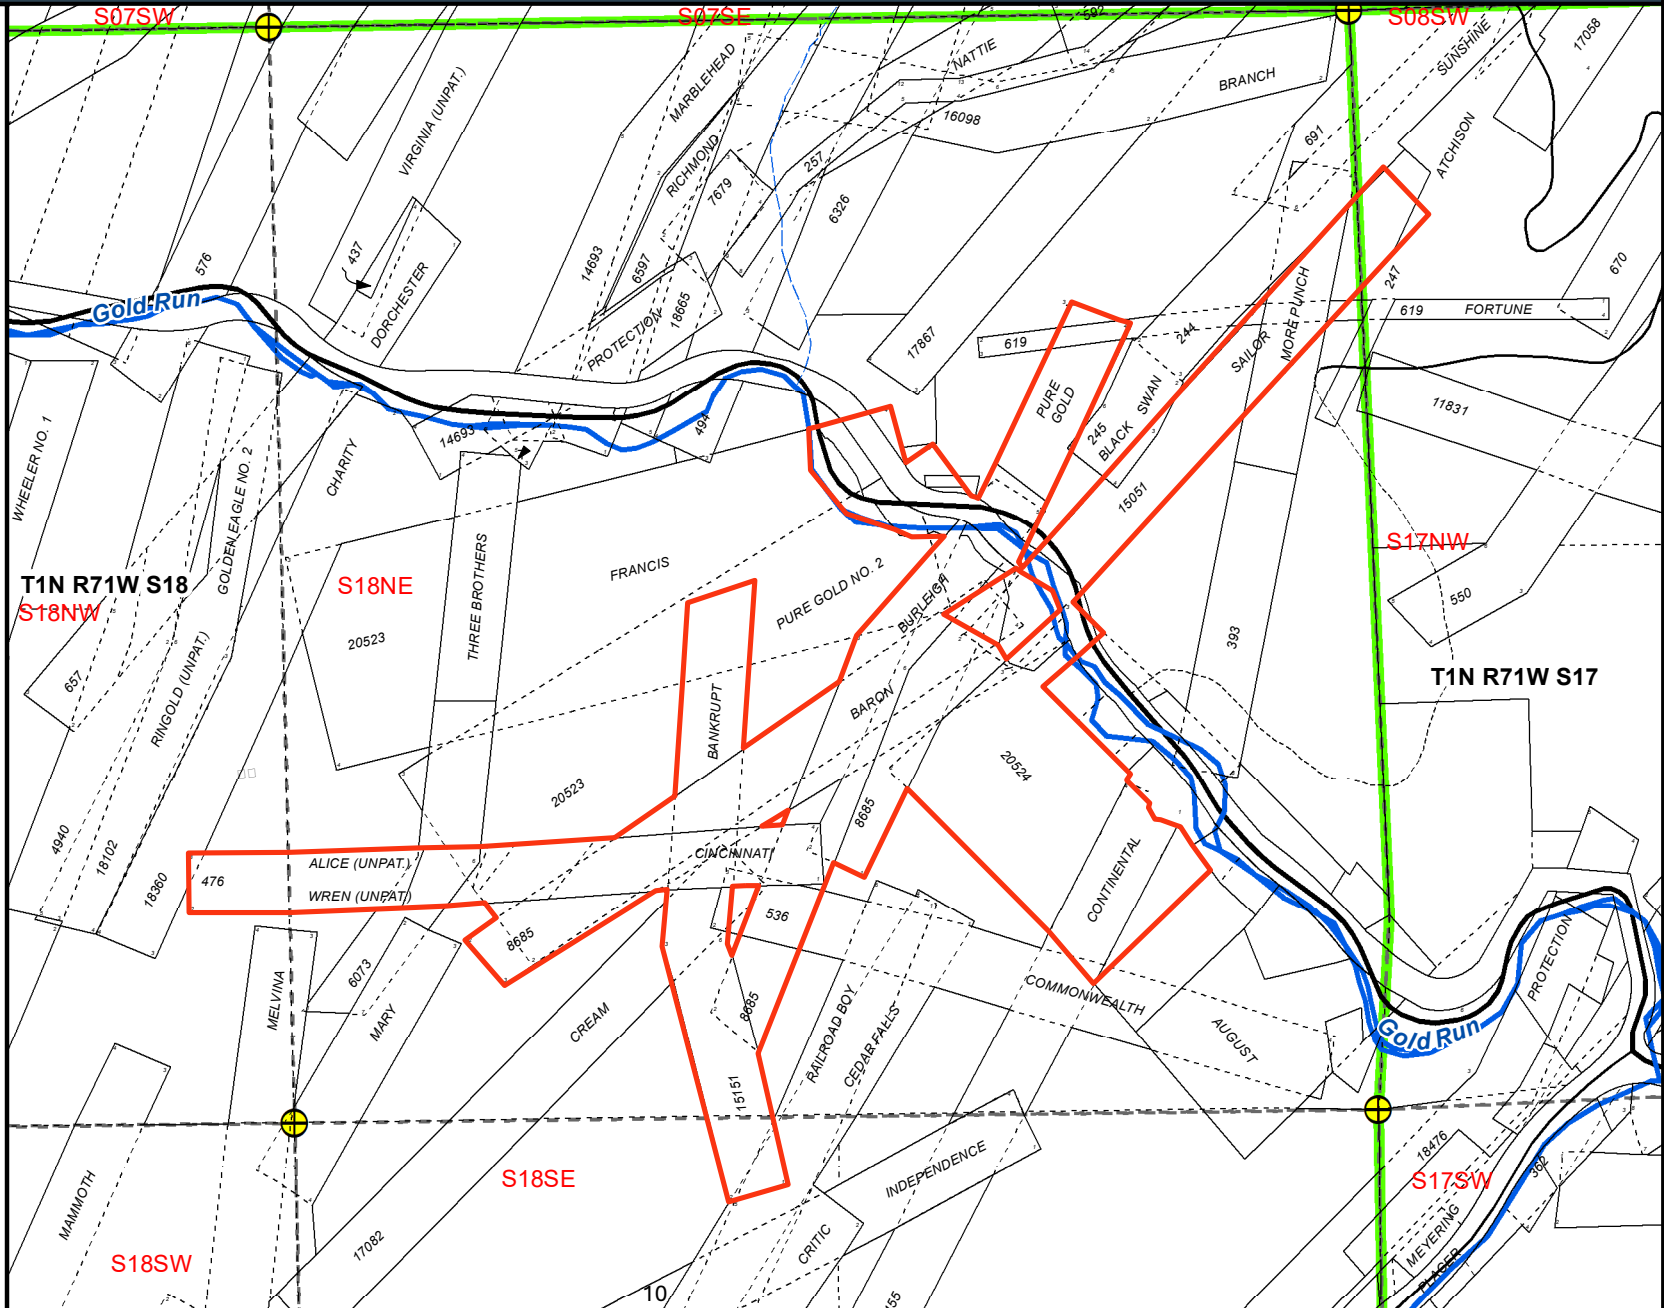 S07SW
S07SE
592
S08SW
17058
SUNSHINE
NATTIE
MARBLEHEAD
BRANCH
VIRGINIA (UNPAT.)
16098
691
ATCHISON
RICHMOND
257
7679
6326
437
576
14693
6597
670
247
DORCHESTER
Gold Run
18665
PROTECTION
17867
619
244
SAILOR
MORE PUNCH
619
FORTUNE
PURE
GOLD
SWAN
BLACK
245
11831
WHEELER NO. 1
14693
494
GOLDEN EAGLE NO. 2
CHARITY
15051
S17NW
T1N R71W S18
S18NW
S18NE
FRANCIS
THREE BROTHERS
PURE GOLD NO. 2
BURLEIGH
550
20523
393
657
RINGOLD (UNPAT.)
T1N R71W S17
BARON
BANKRUPT
20524
20523
8685
4940
18102
18360
476
ALICE (UNPAT.)
WREN (UNPAT.)
CINCINNATI
CONTINENTAL
536
8685
MELVINA
6073
MARY
CREAM
8685
RAILROAD BOY
CEDAR FALLS
COMMONWEALTH
AUGUST
PROTECTION
Gold Run
15151
MAMMOTH
S18SE
INDEPENDENCE
18476
362
S17SW
MEYERING
PLACER
S18SW
17082
CRITIC
10
55